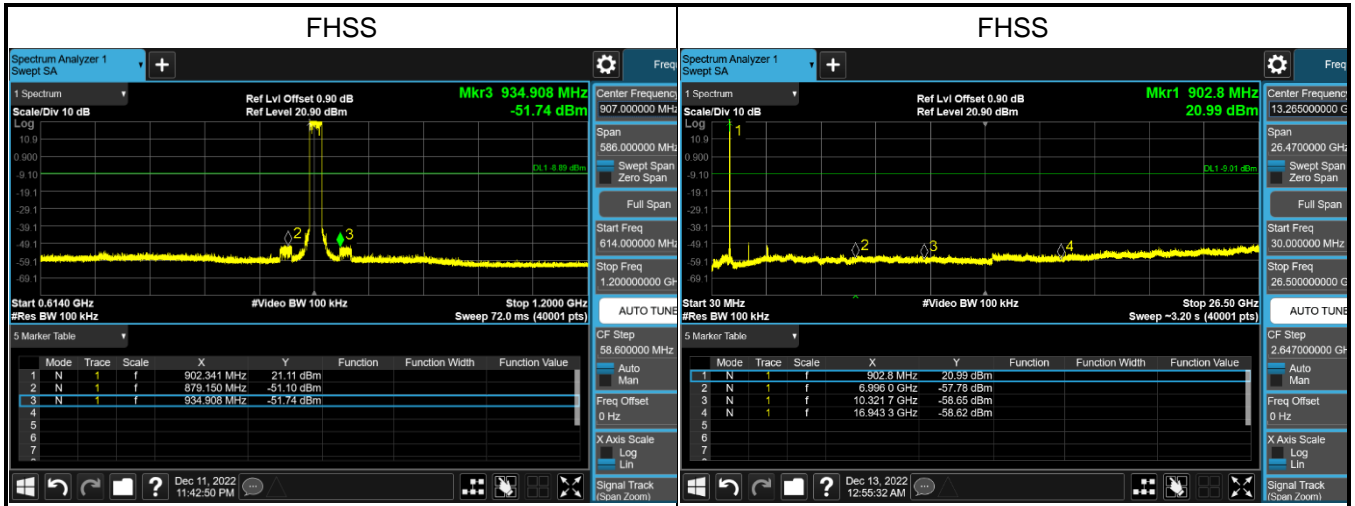 FHSS
Spectrum Analyzer 1
Swept SA
+
Frequ
1 Spectrum
Scale/Div 10 dB
Ref Lvl Offset 0.90 dB
Ref Level 20.90 dBm
Mkr3 934.908 MHz
-51.74 dBm
Log
10.9
0.900
-9.10
-19.1
-29.1
-39.1
-49.1
-59.1
-69.1
DL1 -8.89 dBm
2
3
Start 0.6140 GHz
#Res BW 100 kHz
#Video BW 100 kHz
Stop 1.2000 GHz
Sweep 72.0 ms (40001 pts)
5 Marker Table
Mode Trace Scale X Y Function Function Width Function Value
1 N 1 f 902.341 MHz 21.11 dBm
2 N 1 f 879.150 MHz -51.10 dBm
3 N 1 f 934.908 MHz -51.74 dBm
4
5
6
7
Center Frequency
907.000000 MHz
Span
586.000000 MHz
Swept Span
Zero Span
Full Span
Start Freq
614.000000 MHz
Stop Freq
1.200000000 GH
AUTO TUNE
CF Step
58.600000 MHz
Auto
Man
Freq Offset
0 Hz
X Axis Scale
Log
Lin
Signal Track
(Span Zoom)
?
Dec 11, 2022
11:42:50 PM
FHSS
Spectrum Analyzer 1
Swept SA
+
Freq
1 Spectrum
Scale/Div 10 dB
Ref Lvl Offset 0.90 dB
Ref Level 20.90 dBm
Mkr1 902.8 MHz
20.99 dBm
Log
10.9
0.900
-9.10
-19.1
-29.1
-39.1
-49.1
-59.1
-69.1
DL1 -9.01 dBm
1
2
3
4
Start 30 MHz
#Res BW 100 kHz
#Video BW 100 kHz
Stop 26.50 GHz
Sweep ~3.20 s (40001 pts)
5 Marker Table
Mode Trace Scale X Y Function Function Width Function Value
1 N 1 f 902.8 MHz 20.99 dBm
2 N 1 f 6.996 0 GHz -57.78 dBm
3 N 1 f 10.321 7 GHz -58.65 dBm
4 N 1 f 16.943 3 GHz -58.62 dBm
5
6
7
Center Frequency
13.265000000 G
Span
26.4700000 GHz
Swept Span
Zero Span
Full Span
Start Freq
30.000000 MHz
Stop Freq
26.500000000 G
AUTO TUNE
CF Step
2.647000000 GH
Auto
Man
Freq Offset
0 Hz
X Axis Scale
Log
Lin
Signal Track
(Span Zoom)
?
Dec 13, 2022
12:55:32 AM